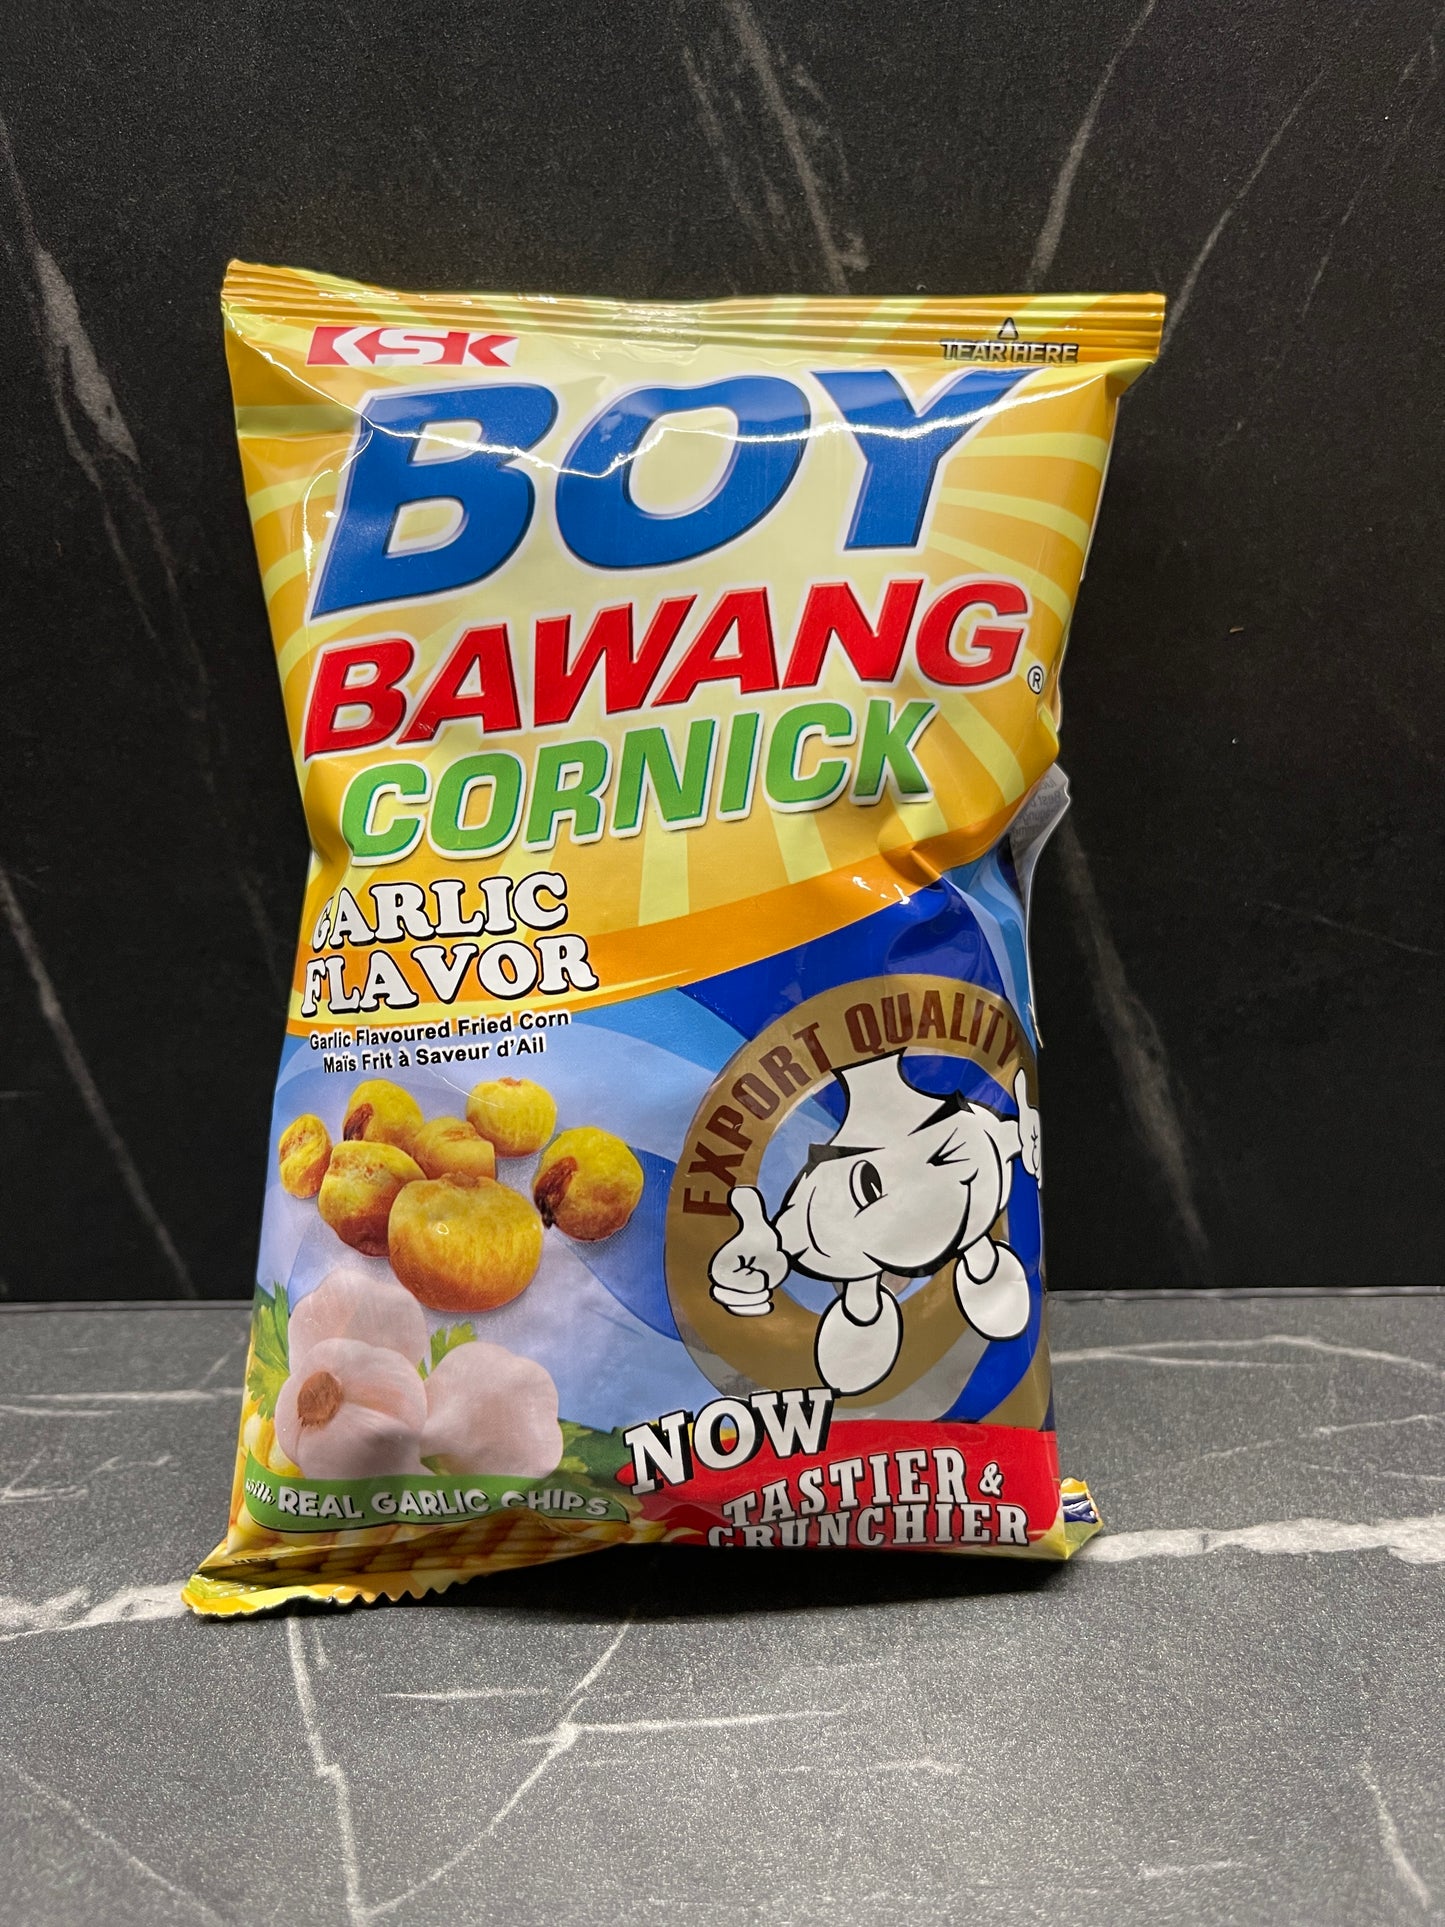 KSK
TEAR HERE
BOY
BAWANG®
CORNICK
GARLIC
FLAVOR
Garlic Flavoured Fried Corn
Maïs Frit à Saveur d'Ail
EXPORT QUALITY
NOW
TASTIER &
CRUNCHIER
with REAL GARLIC CHIPS
NET